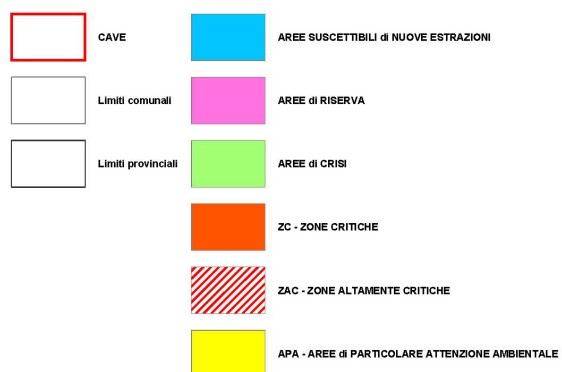 CAVE
AREE SUSCETTIBILI di NUOVE ESTRAZIONI
Limiti comunali
AREE di RISERVA
Limiti provinciali
AREE di CRISI
ZC - ZONE CRITICHE
ZAC - ZONE ALTAMENTE CRITICHE
APA - AREE di PARTICOLARE ATTENZIONE AMBIENTALE